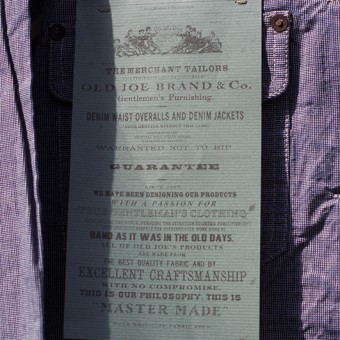 THE MERCHANT TAILORS
OLD JOE BRAND & Co.
Gentlemen's Furnishing.
DENIM WAIST OVERALLS AND DENIM JACKETS
WARRANTED NOT TO RIP
GUARANTEE
WE HAVE BEEN DESIGNING OUR PRODUCTS
WITH A PASSION FOR
TRUE GENTLEMAN'S CLOTHING
HAND AS IT WAS IN THE OLD DAYS.
ALL OF OLD JOE'S PRODUCTS
ARE MADE FROM
THE BEST QUALITY FABRIC AND BY
EXCELLENT CRAFTSMANSHIP
WITH NO COMPROMISE.
THIS IS OUR PHILOSOPHY. THIS IS
"MASTER MADE"